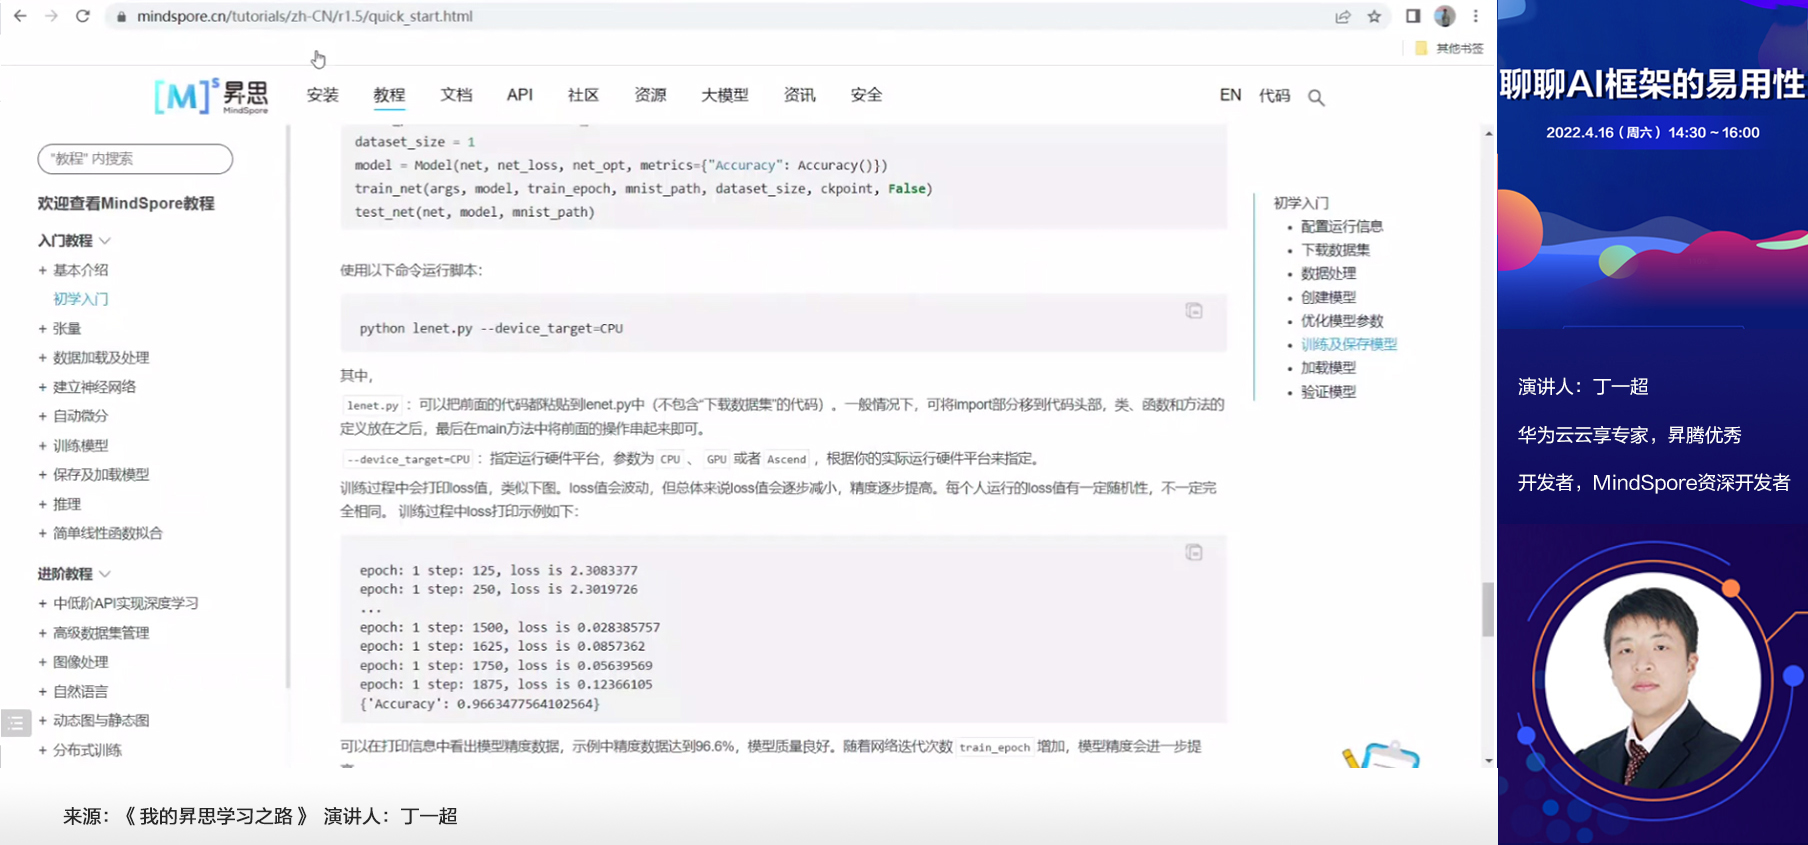 mindspore.cn/tutorials/zh-CN/r1.5/quick_start.html
其他书签
[M]s 昇思
MindSpore
安装 教程 文档 API 社区 资源 大模型 资讯 安全 EN 代码
"教程" 内搜索
欢迎查看MindSpore教程
入门教程
+ 基本介绍
初学入门
+ 张量
+ 数据加载及处理
+ 建立神经网络
+ 自动微分
+ 训练模型
+ 保存及加载模型
+ 推理
+ 简单线性函数拟合
进阶教程
+ 中低阶API实现深度学习
+ 高级数据集管理
+ 图像处理
+ 自然语言
+ 动态图与静态图
+ 分布式训练
dataset_size = 1
model = Model(net, net_loss, net_opt, metrics={"Accuracy": Accuracy()})
train_net(args, model, train_epoch, mnist_path, dataset_size, ckpoint, False)
test_net(net, model, mnist_path)
使用以下命令运行脚本：
python lenet.py --device_target=CPU
其中，
lenet.py ：可以把前面的代码都粘贴到lenet.py中（不包含“下载数据集”的代码）。一般情况下，可将import部分移到代码头部，类、函数和方法的
定义放在之后，最后在main方法中将前面的操作串起来即可。
--device_target=CPU ：指定运行硬件平台，参数为 CPU 、 GPU 或者 Ascend ，根据你的实际运行硬件平台来指定。
训练过程中会打印loss值，类似下图。loss值会波动，但总体来说loss值会逐步减小，精度逐步提高。每个人运行的loss值有一定随机性，不一定完
全相同。 训练过程中loss打印示例如下：
epoch: 1 step: 125, loss is 2.3083377
epoch: 1 step: 250, loss is 2.3019726
...
epoch: 1 step: 1500, loss is 0.028385757
epoch: 1 step: 1625, loss is 0.0857362
epoch: 1 step: 1750, loss is 0.05639569
epoch: 1 step: 1875, loss is 0.12366105
{'Accuracy': 0.9663477564102564}
可以在打印信息中看出模型精度数据，示例中精度数据达到96.6%，模型质量良好。随着网络迭代次数 train_epoch 增加，模型精度会进一步提
初学入门
• 配置运行信息
• 下载数据集
• 数据处理
• 创建模型
• 优化模型参数
• 训练及保存模型
• 加载模型
• 验证模型
来源：《 我的昇思学习之路 》 演讲人：丁一超
聊聊AI框架的易用性
2022.4.16（周六）14:30～16:00
演讲人：丁一超
华为云云享专家，昇腾优秀
开发者，MindSpore资深开发者